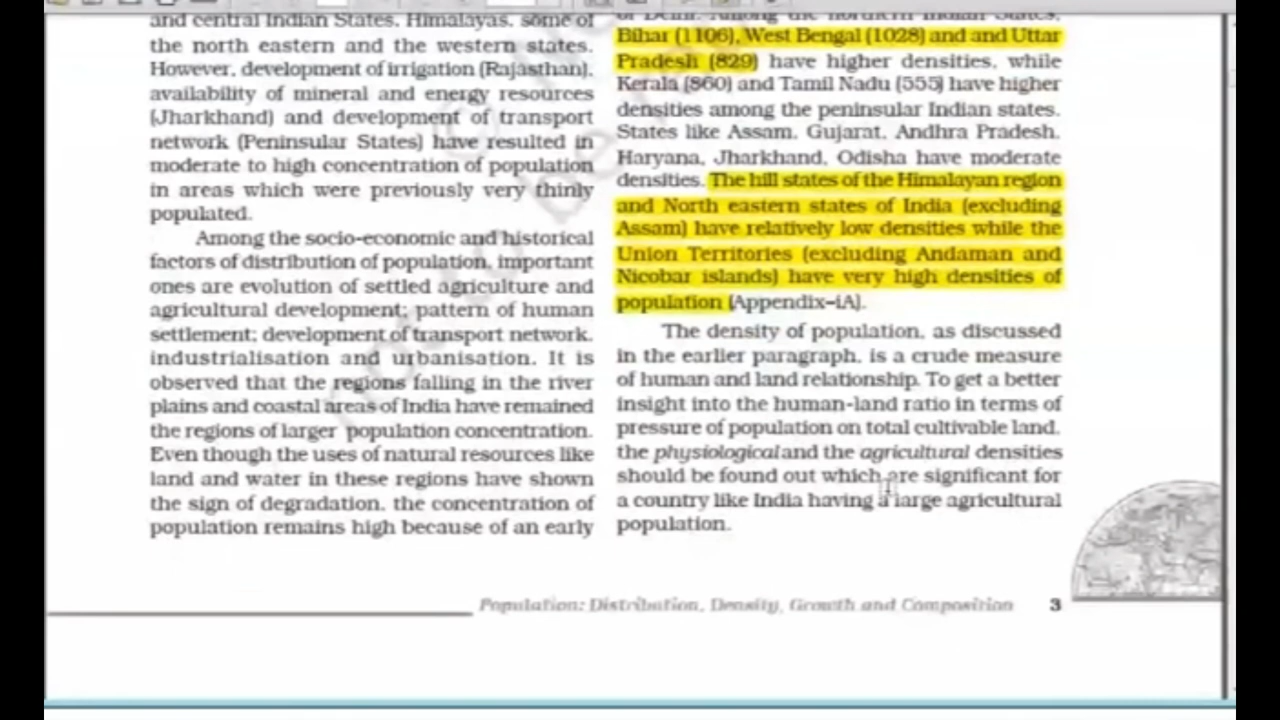 and central Indian States, Himalayas, some of
the north eastern and the western states.
However, development of irrigation (Rajasthan),
availability of mineral and energy resources
(Jharkhand) and development of transport
network (Peninsular States) have resulted in
moderate to high concentration of population
in areas which were previously very thinly
populated.
Among the socio-economic and historical
factors of distribution of population, important
ones are evolution of settled agriculture and
agricultural development; pattern of human
settlement; development of transport network,
industrialisation and urbanisation. It is
observed that the regions falling in the river
plains and coastal areas of India have remained
the regions of larger population concentration.
Even though the uses of natural resources like
land and water in these regions have shown
the sign of degradation, the concentration of
population remains high because of an early
of Delhi. Among the northern Indian States,
Bihar (1106), West Bengal (1028) and and Uttar
Pradesh (829) have higher densities, while
Kerala (860) and Tamil Nadu (555) have higher
densities among the peninsular Indian states.
States like Assam, Gujarat, Andhra Pradesh,
Haryana, Jharkhand, Odisha have moderate
densities. The hill states of the Himalayan region
and North eastern states of India (excluding
Assam) have relatively low densities while the
Union Territories (excluding Andaman and
Nicobar islands) have very high densities of
population (Appendix–iA).
The density of population, as discussed
in the earlier paragraph, is a crude measure
of human and land relationship. To get a better
insight into the human-land ratio in terms of
pressure of population on total cultivable land,
the physiological and the agricultural densities
should be found out which are significant for
a country like India having a large agricultural
population.
Population: Distribution, Density, Growth and Composition 3